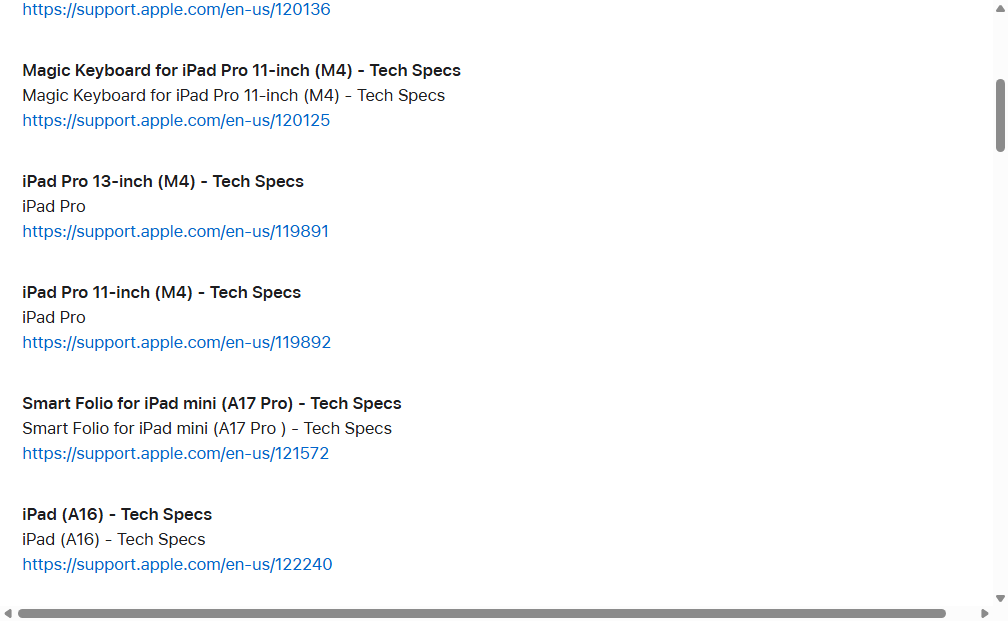 https://support.apple.com/en-us/120136
Magic Keyboard for iPad Pro 11-inch (M4) - Tech Specs
Magic Keyboard for iPad Pro 11-inch (M4) - Tech Specs
https://support.apple.com/en-us/120125
iPad Pro 13-inch (M4) - Tech Specs
iPad Pro
https://support.apple.com/en-us/119891
iPad Pro 11-inch (M4) - Tech Specs
iPad Pro
https://support.apple.com/en-us/119892
Smart Folio for iPad mini (A17 Pro) - Tech Specs
Smart Folio for iPad mini (A17 Pro ) - Tech Specs
https://support.apple.com/en-us/121572
iPad (A16) - Tech Specs
iPad (A16) - Tech Specs
https://support.apple.com/en-us/122240